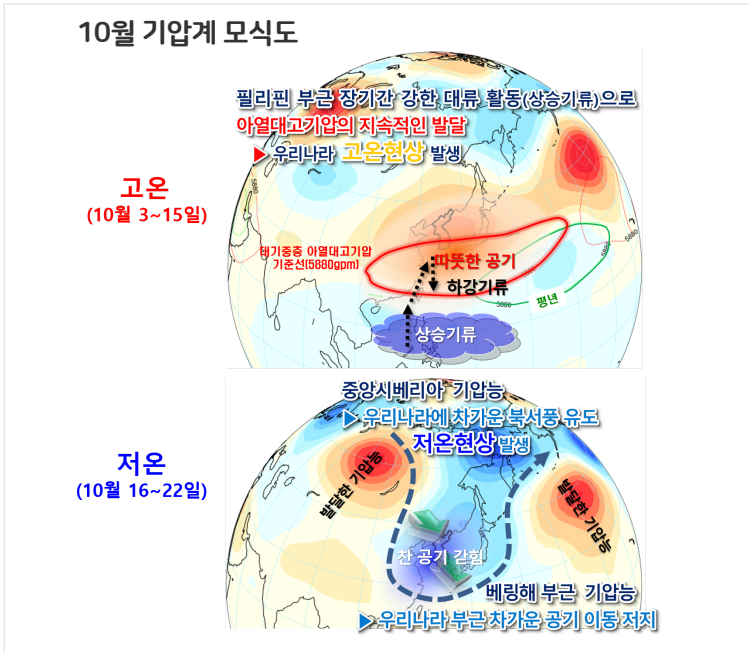 10월 기압계 모식도
필리핀 부근 장기간 강한 대류 활동(상승기류)으로
아열대고기압의 지속적인 발달
▶ 우리나라 고온현상 발생
고온
(10월 3~15일)
5880
5880
대기중층 아열대고기압
기준선(5880gpm)
따뜻한 공기
하강기류
5880
5880
평년
상승기류
중앙시베리아 기압능
▶ 우리나라에 차가운 북서풍 유도
저온현상 발생
저온
(10월 16~22일)
발달한 기압능
발달한 기압능
찬 공기 갇힘
베링해 부근 기압능
▶ 우리나라 부근 차가운 공기 이동 저지